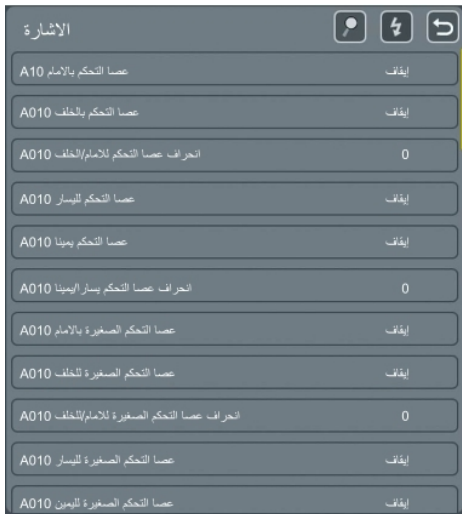 الاشارة
عصا التحكم بالامام A10 إيقاف
عصا التحكم بالخلف A010 إيقاف
انحراف عصا التحكم للامام/الخلف A010 0
عصا التحكم لليسار A010 إيقاف
عصا التحكم يمينا A010 إيقاف
انحراف عصا التحكم يسار/ايمينا A010 0
عصا التحكم الصغيرة بالامام A010 إيقاف
عصا التحكم الصغيرة للخلف A010 إيقاف
انحراف عصا التحكم الصغيرة للامام/للخلف A010 0
عصا التحكم الصغيرة لليسار A010 إيقاف
عصا التحكم الصغيرة لليمين A010 إيقاف